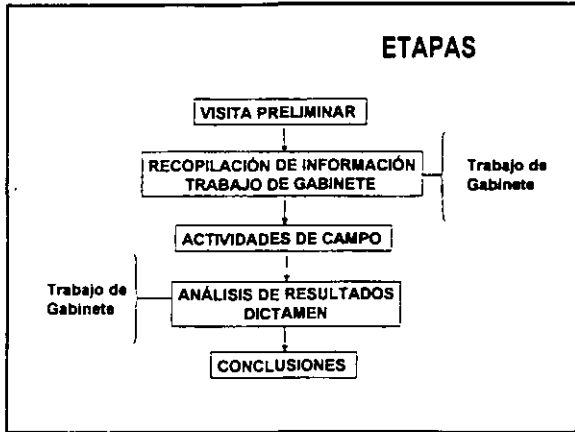 ETAPAS
VISITA PRELIMINAR
RECOPILACIÓN DE INFORMACIÓN
TRABAJO DE GABINETE
Trabajo de
Gabinete
ACTIVIDADES DE CAMPO
Trabajo de
Gabinete
ANÁLISIS DE RESULTADOS
DICTAMEN
CONCLUSIONES